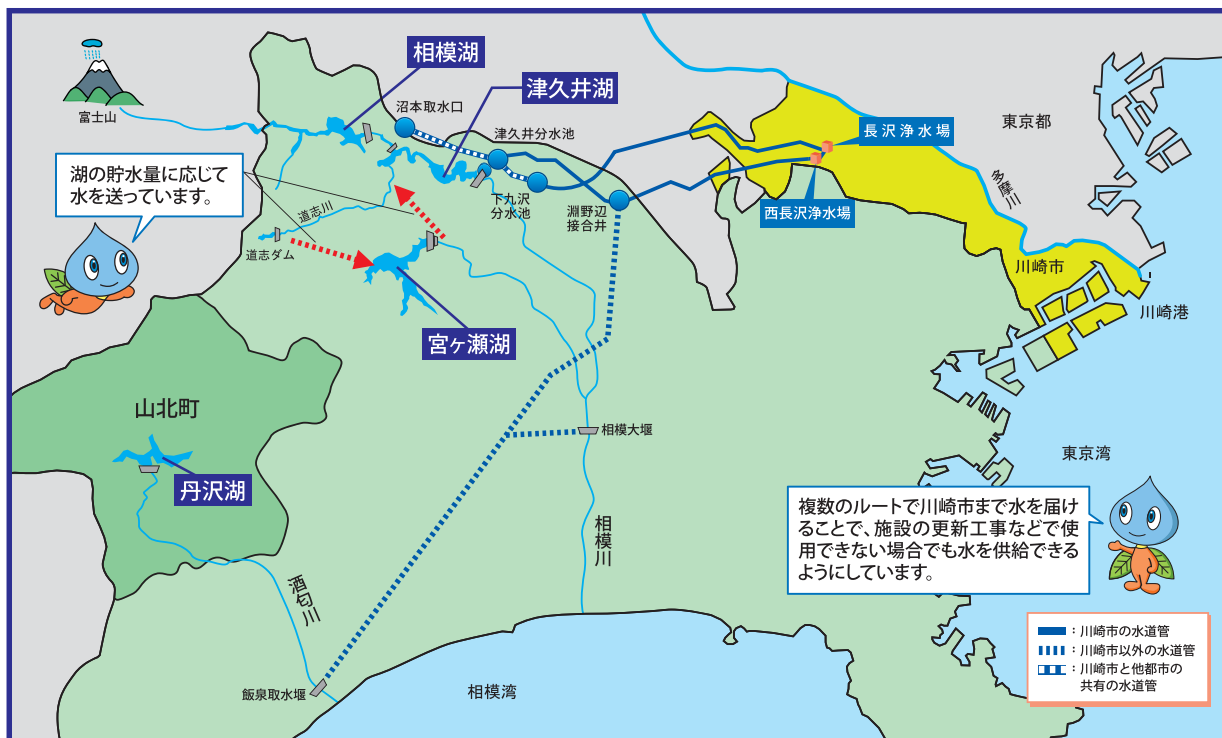 相模湖
津久井湖
富士山
沼本取水口
津久井分水池
長沢浄水場
東京都
湖の貯水量に応じて
水を送っています。
道志川
道志ダム
下九沢
分水池
淵野辺
接合井
西長沢浄水場
多摩川
川崎市
川崎港
宮ヶ瀬湖
山北町
丹沢湖
相模大堰
東京湾
複数のルートで川崎市まで水を届け
ることで、施設の更新工事などで使
用できない場合でも水を供給できる
ようにしています。
相模川
酒匂川
飯泉取水堰
相模湾
：川崎市の水道管
：川崎市以外の水道管
：川崎市と他都市の
共有の水道管